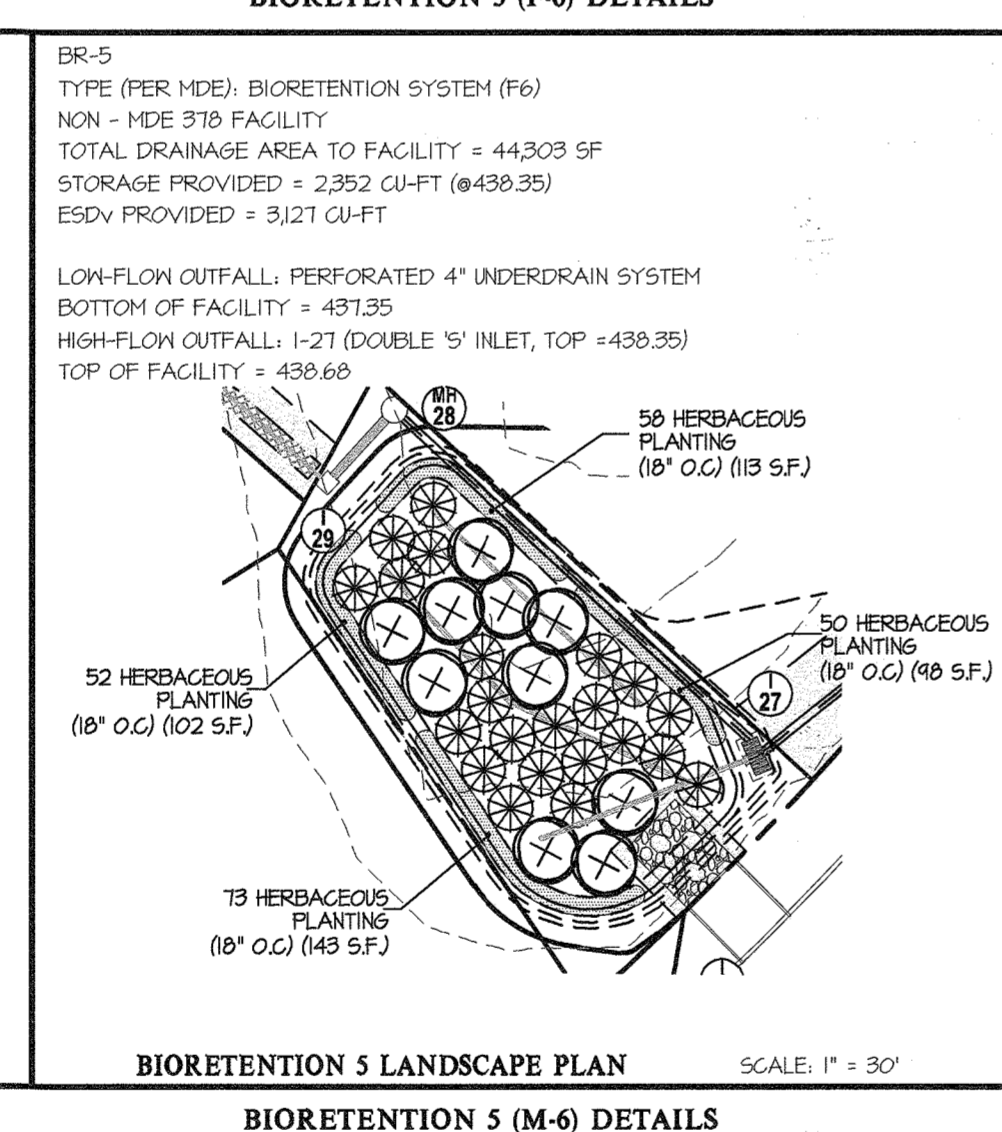 BIORETENTION 5 (F-6) DETAILS
BR-5
TYPE (PER MDE): BIORETENTION SYSTEM (F6)
NON - MDE 378 FACILITY
TOTAL DRAINAGE AREA TO FACILITY = 44,303 SF
STORAGE PROVIDED = 2,352 CU-FT (@438.35)
ESDv PROVIDED = 3,127 CU-FT
LOW-FLOW OUTFALL: PERFORATED 4" UNDERDRAIN SYSTEM
BOTTOM OF FACILITY = 437.35
HIGH-FLOW OUTFALL: I-27 (DOUBLE 'S' INLET, TOP =438.35)
TOP OF FACILITY = 438.68
MH
28
58 HERBACEOUS
PLANTING
(18" O.C) (113 S.F.)
I
29
50 HERBACEOUS
PLANTING
(18" O.C) (98 S.F.)
I
27
52 HERBACEOUS
PLANTING
(18" O.C) (102 S.F.)
73 HERBACEOUS
PLANTING
(18" O.C) (143 S.F.)
BIORETENTION 5 LANDSCAPE PLAN
SCALE: 1" = 30'
BIORETENTION 5 (M-6) DETAILS